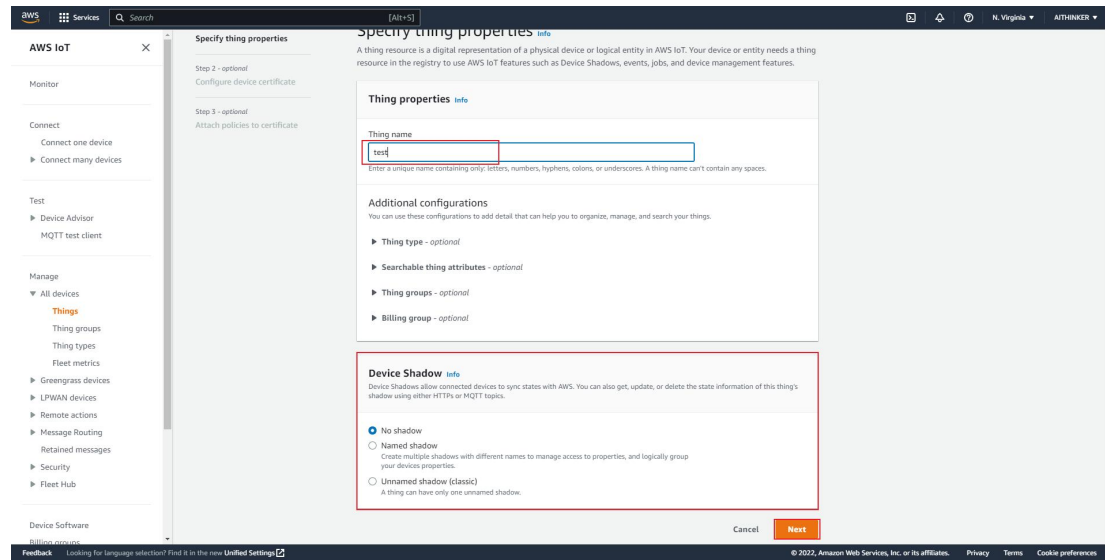 aws
Services
Search
[Alt+S]
N. Virginia
AITHINKER
AWS IoT
Monitor
Connect
Connect one device
Connect many devices
Test
Device Advisor
MQTT test client
Manage
All devices
Things
Thing groups
Thing types
Fleet metrics
Greengrass devices
LPWAN devices
Remote actions
Message Routing
Retained messages
Security
Fleet Hub
Device Software
Billing groups
Specify thing properties
Step 2 - optional
Configure device certificate
Step 3 - optional
Attach policies to certificate
Specify thing properties Info
A thing resource is a digital representation of a physical device or logical entity in AWS IoT. Your device or entity needs a thing
resource in the registry to use AWS IoT features such as Device Shadows, events, jobs, and device management features.
Thing properties Info
Thing name
test
Enter a unique name containing only: letters, numbers, hyphens, colons, or underscores. A thing name can't contain any spaces.
Additional configurations
You can use these configurations to add detail that can help you to organize, manage, and search your things.
Thing type - optional
Searchable thing attributes - optional
Thing groups - optional
Billing group - optional
Device Shadow Info
Device Shadows allow connected devices to sync states with AWS. You can also get, update, or delete the state information of this thing's
shadow using either HTTPs or MQTT topics.
No shadow
Named shadow
Create multiple shadows with different names to manage access to properties, and logically group
your devices properties.
Unnamed shadow (classic)
A thing can have only one unnamed shadow.
Cancel
Next
Feedback
Looking for language selection? Find it in the new Unified Settings
© 2022, Amazon Web Services, Inc. or its affiliates.
Privacy
Terms
Cookie preferences